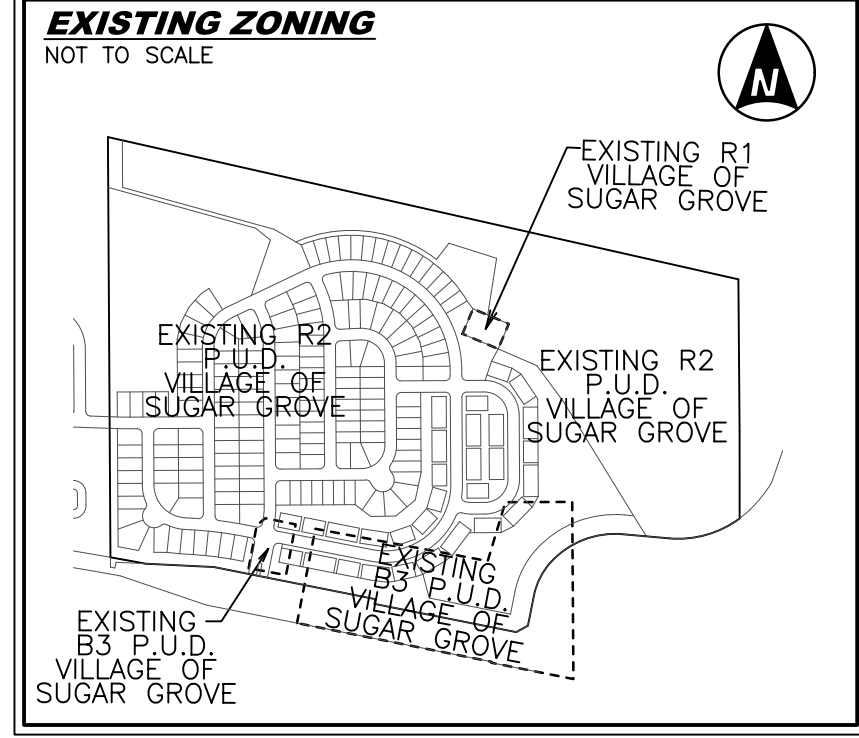 EXISTING ZONING
NOT TO SCALE
N
EXISTING R1
VILLAGE OF
SUGAR GROVE
EXISTING R2
P.U.D.
VILLAGE OF
SUGAR GROVE
EXISTING R2
P.U.D.
VILLAGE OF
SUGAR GROVE
EXISTING
B3 P.U.D.
VILLAGE OF
SUGAR GROVE
EXISTING
B3 P.U.D.
VILLAGE OF
SUGAR GROVE